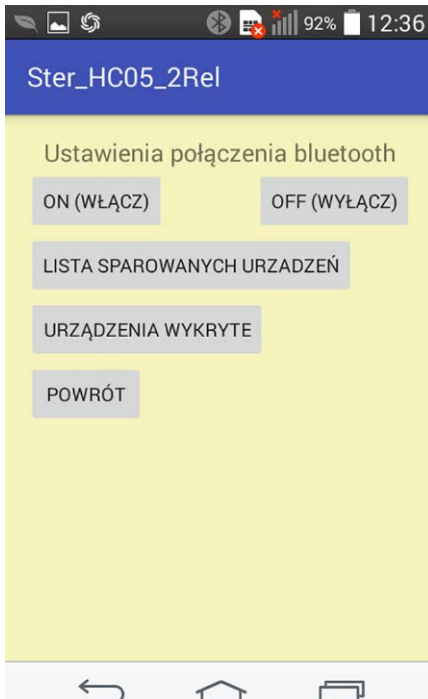 92% 12:36
Ster_HC05_2Rel
Ustawienia połączenia bluetooth
ON (WŁĄCZ) OFF (WYŁĄCZ)
LISTA SPAROWANYCH URZADZEŃ
URZĄDZENIA WYKRYTE
POWRÓT